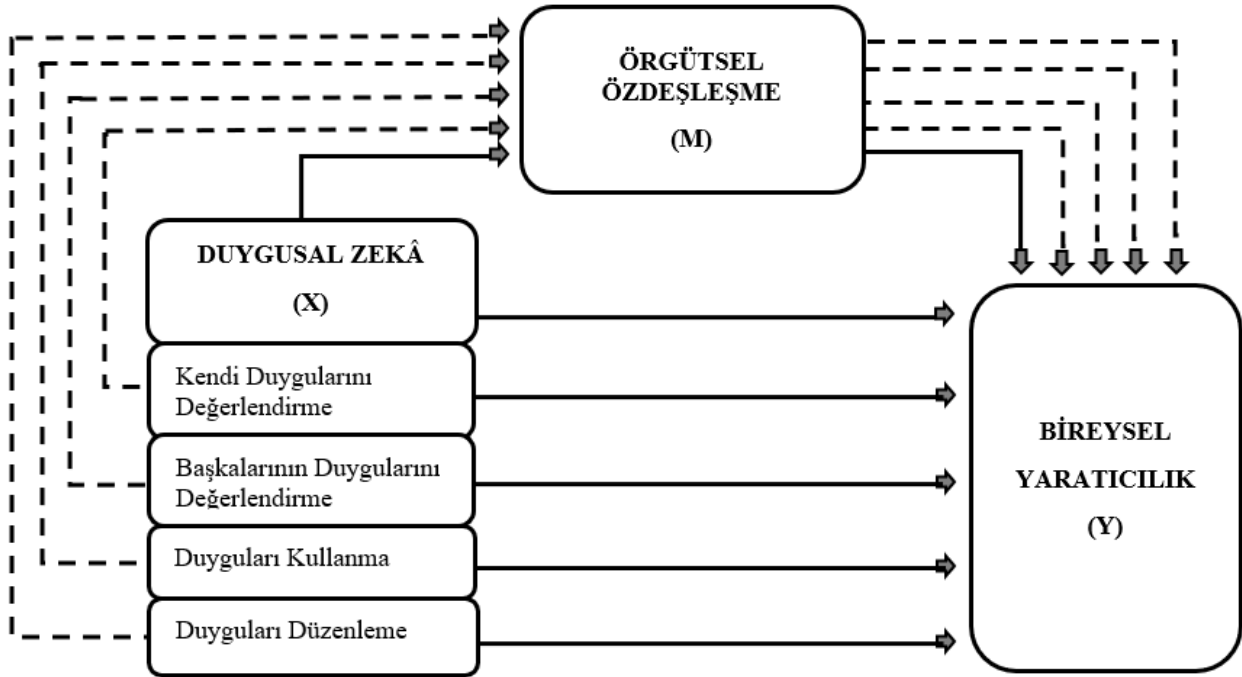 ÖRGÜTSEL
ÖZDEŞLEŞME
(M)
DUYGUSAL ZEKÂ
(X)
Kendi Duygularını
Değerlendirme
Başkalarının Duygularını
Değerlendirme
Duyguları Kullanma
Duyguları Düzenleme
BİREYSEL
YARATICILIK
(Y)